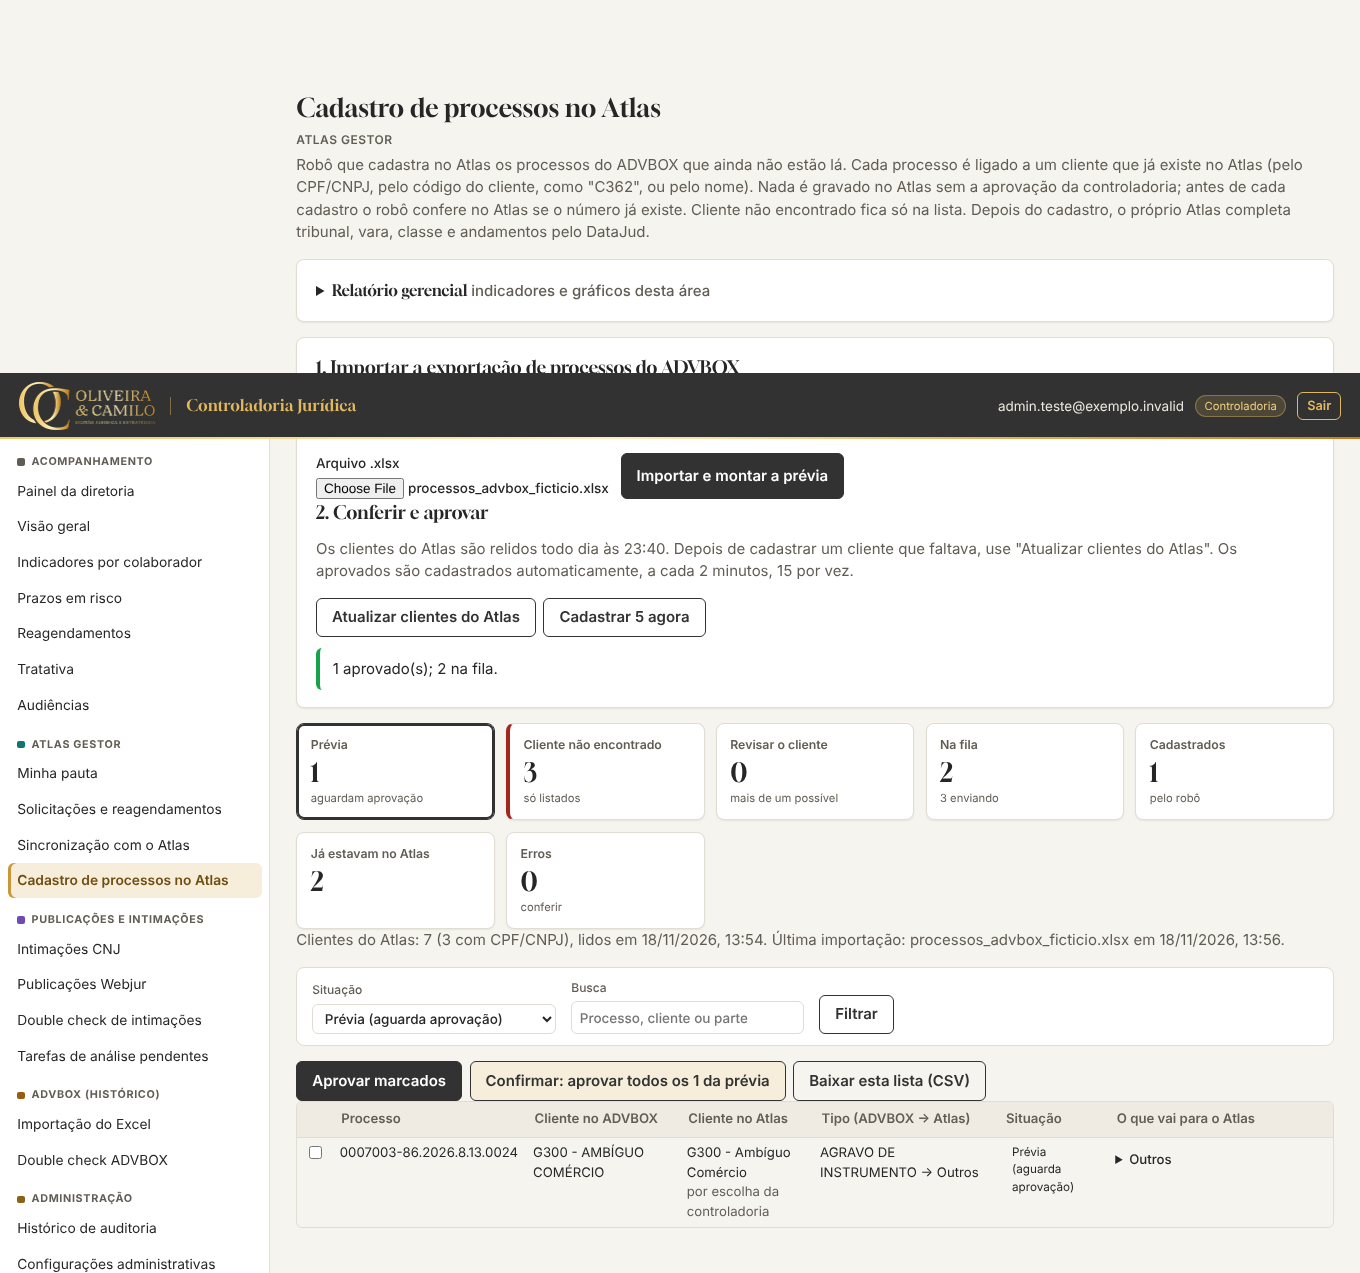 Cadastro de processos no Atlas
ATLAS GESTOR
Robô que cadastra no Atlas os processos do ADVBOX que ainda não estão lá. Cada processo é ligado a um cliente que já existe no Atlas (pelo
CPF/CNPJ, pelo código do cliente, como "C362", ou pelo nome). Nada é gravado no Atlas sem a aprovação da controladoria; antes de cada
cadastro o robô confere no Atlas se o número já existe. Cliente não encontrado fica só na lista. Depois do cadastro, o próprio Atlas completa
tribunal, vara, classe e andamentos pelo DataJud.
Relatório gerencial indicadores e gráficos desta área
1. Importar a exportação de processos do ADVBOX
OLIVEIRA
& CAMILO
Controladoria Jurídica
admin.teste@exemplo.invalid
Controladoria
Sair
ACOMPANHAMENTO
Painel da diretoria
Visão geral
Indicadores por colaborador
Prazos em risco
Reagendamentos
Tratativa
Audiências
ATLAS GESTOR
Minha pauta
Solicitações e reagendamentos
Sincronização com o Atlas
Cadastro de processos no Atlas
PUBLICAÇÕES E INTIMAÇÕES
Intimações CNJ
Publicações Webjur
Double check de intimações
Tarefas de análise pendentes
ADVBOX (HISTÓRICO)
Importação do Excel
Double check ADVBOX
ADMINISTRAÇÃO
Histórico de auditoria
Configurações administrativas
Arquivo .xlsx
Choose File processos_advbox_ficticio.xlsx
Importar e montar a prévia
2. Conferir e aprovar
Os clientes do Atlas são relidos todo dia às 23:40. Depois de cadastrar um cliente que faltava, use "Atualizar clientes do Atlas". Os
aprovados são cadastrados automaticamente, a cada 2 minutos, 15 por vez.
Atualizar clientes do Atlas
Cadastrar 5 agora
1 aprovado(s); 2 na fila.
Prévia
1
aguardam aprovação
Cliente não encontrado
3
só listados
Revisar o cliente
0
mais de um possível
Na fila
2
3 enviando
Cadastrados
1
pelo robô
Já estavam no Atlas
2
Erros
0
conferir
Clientes do Atlas: 7 (3 com CPF/CNPJ), lidos em 18/11/2026, 13:54. Última importação: processos_advbox_ficticio.xlsx em 18/11/2026, 13:56.
Situação
Prévia (aguarda aprovação)
Busca
Processo, cliente ou parte
Filtrar
Aprovar marcados
Confirmar: aprovar todos os 1 da prévia
Baixar esta lista (CSV)
Processo
Cliente no ADVBOX
Cliente no Atlas
Tipo (ADVBOX → Atlas)
Situação
O que vai para o Atlas
0007003-86.2026.8.13.0024
G300 - AMBÍGUO
COMÉRCIO
G300 - Ambíguo
Comércio
por escolha da
controladoria
AGRAVO DE
INSTRUMENTO → Outros
Prévia
(aguarda
aprovação)
Outros